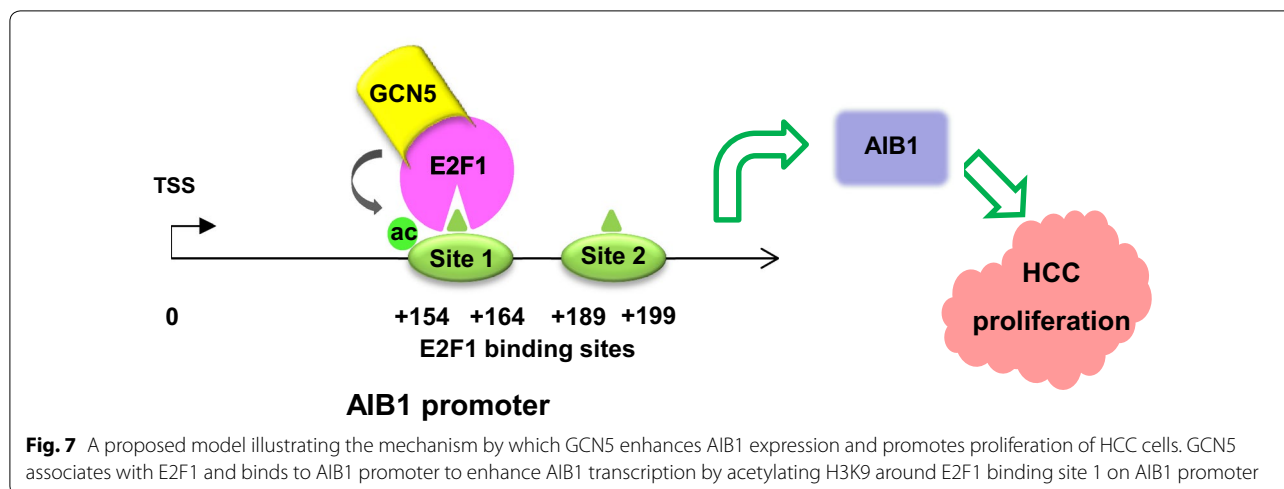 GCN5
E2F1
AIB1
TSS
ac
Site 1
Site 2
HCC
proliferation
0
+154 +164 +189 +199
E2F1 binding sites
AIB1 promoter
Fig. 7 A proposed model illustrating the mechanism by which GCN5 enhances AIB1 expression and promotes proliferation of HCC cells. GCN5
associates with E2F1 and binds to AIB1 promoter to enhance AIB1 transcription by acetylating H3K9 around E2F1 binding site 1 on AIB1 promoter